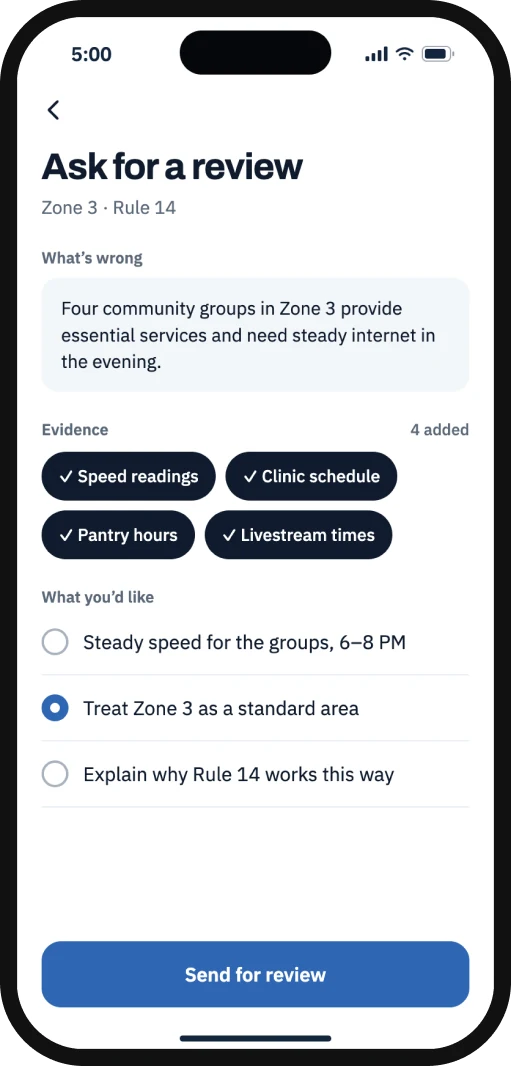 5:00
Ask for a review
Zone 3 · Rule 14
What’s wrong
Four community groups in Zone 3 provide
essential services and need steady internet in
the evening.
Evidence
4 added
✓ Speed readings
✓ Clinic schedule
✓ Pantry hours
✓ Livestream times
What you’d like
Steady speed for the groups, 6–8 PM
Treat Zone 3 as a standard area
Explain why Rule 14 works this way
Send for review